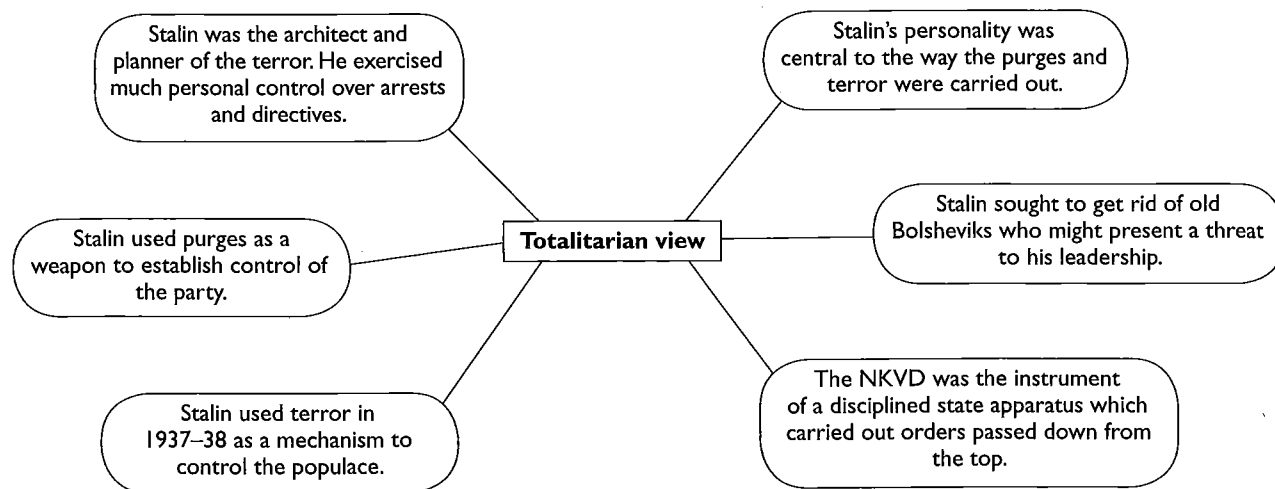 Stalin was the architect and
planner of the terror. He exercised
much personal control over arrests
and directives.
Stalin's personality was
central to the way the purges and
terror were carried out.
Stalin used purges as a
weapon to establish control of
the party.
Totalitarian view
Stalin sought to get rid of old
Bolsheviks who might present a threat
to his leadership.
Stalin used terror in
1937–38 as a mechanism to
control the populace.
The NKVD was the instrument
of a disciplined state apparatus which
carried out orders passed down from
the top.